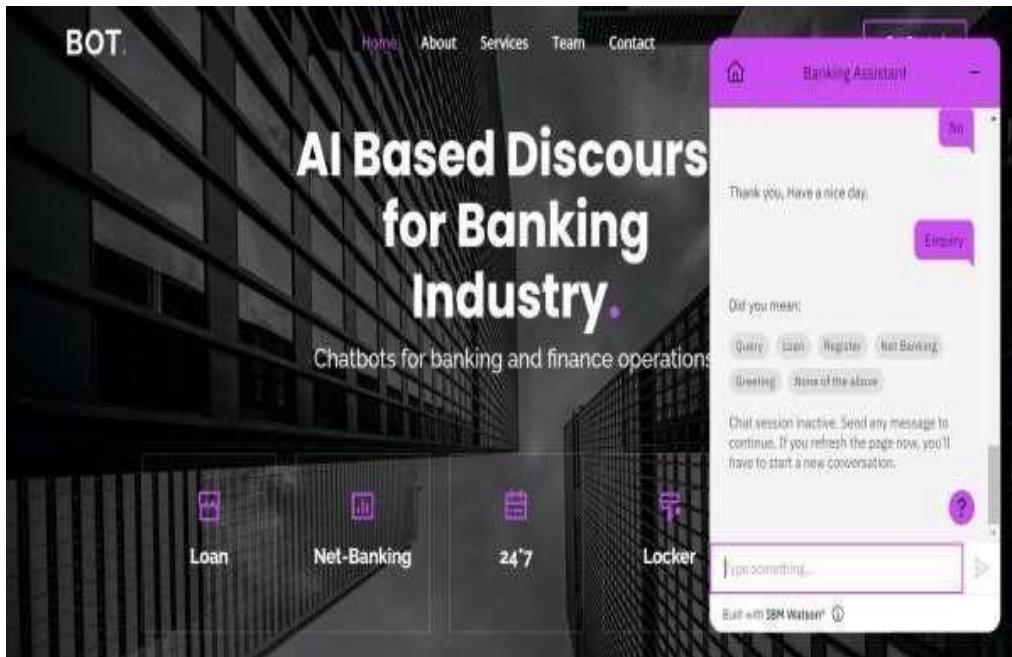 BOT.
Home About Services Team Contact
AI Based Discours
for Banking
Industry.
Chatbots for banking and finance operations
Loan
Net-Banking
24*7
Locker
Banking Assistant
No
Thank you, Have a nice day.
Enquiry
Did you mean:
Query Loan Register Net Banking
Greeting None of the above
Chat session inactive. Send any message to
continue. If you refresh the page now, you'll
have to start a new conversation.
?
Type something...
Built with IBM Watson®